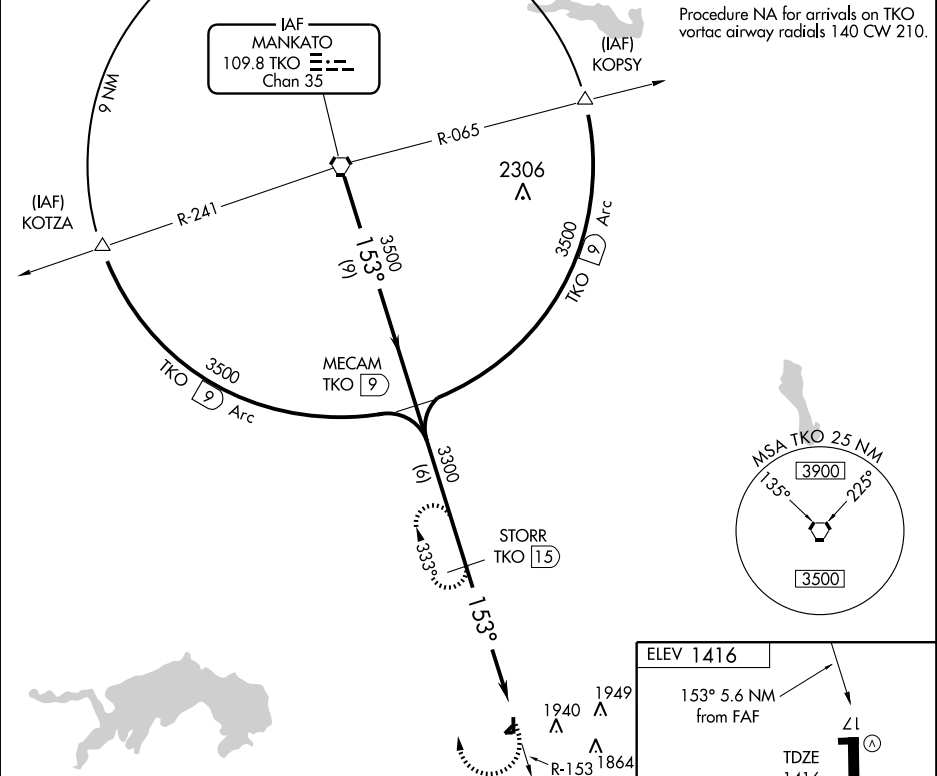 Procedure NA for arrivals on TKO
vortac airway radials 140 CW 210.
IAF
MANKATO
109.8 TKO
Chan 35
(IAF)
KOPSY
9 NM
R-065
2306
(IAF)
KOTZA
R-241
3500
153°
(9)
3500
TKO 9 Arc
MECAM
TKO 9
3500
TKO 9 Arc
3300
(6)
MSA TKO 25 NM
3900
135°
225°
3500
STORR
TKO 15
333°
153°
ELEV 1416
153° 5.6 NM
from FAF
17
TDZE
1416
1949
1940
1864
R-153